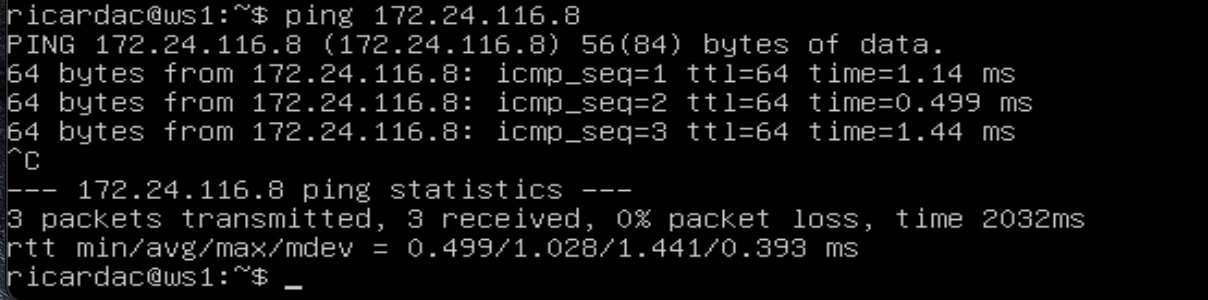 ricardac@ws1:~$ ping 172.24.116.8
PING 172.24.116.8 (172.24.116.8) 56(84) bytes of data.
64 bytes from 172.24.116.8: icmp_seq=1 ttl=64 time=1.14 ms
64 bytes from 172.24.116.8: icmp_seq=2 ttl=64 time=0.499 ms
64 bytes from 172.24.116.8: icmp_seq=3 ttl=64 time=1.44 ms
^C
--- 172.24.116.8 ping statistics ---
3 packets transmitted, 3 received, 0% packet loss, time 2032ms
rtt min/avg/max/mdev = 0.499/1.028/1.441/0.393 ms
ricardac@ws1:~$ _